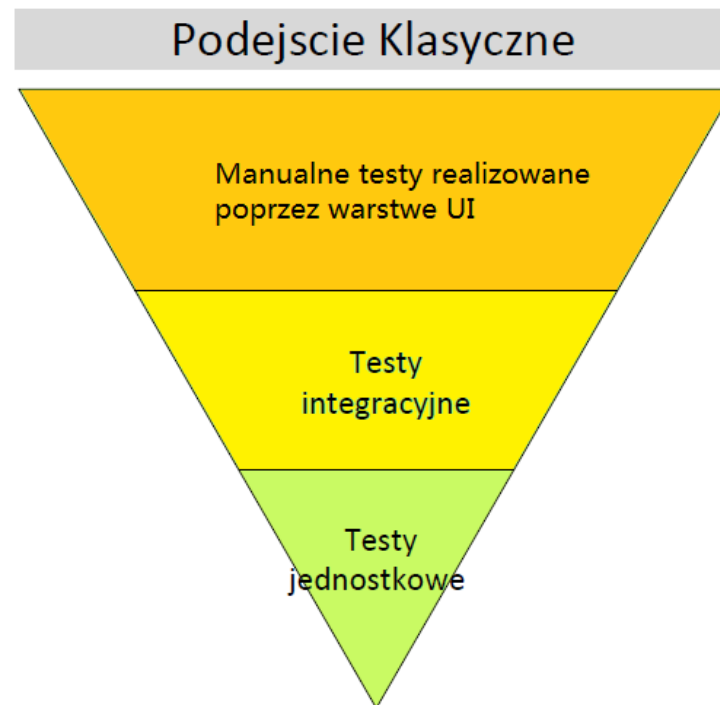 Podejscie Klasyczne
Manualne testy realizowane
poprzez warstwe UI
Testy
integracyjne
Testy
jednostkowe